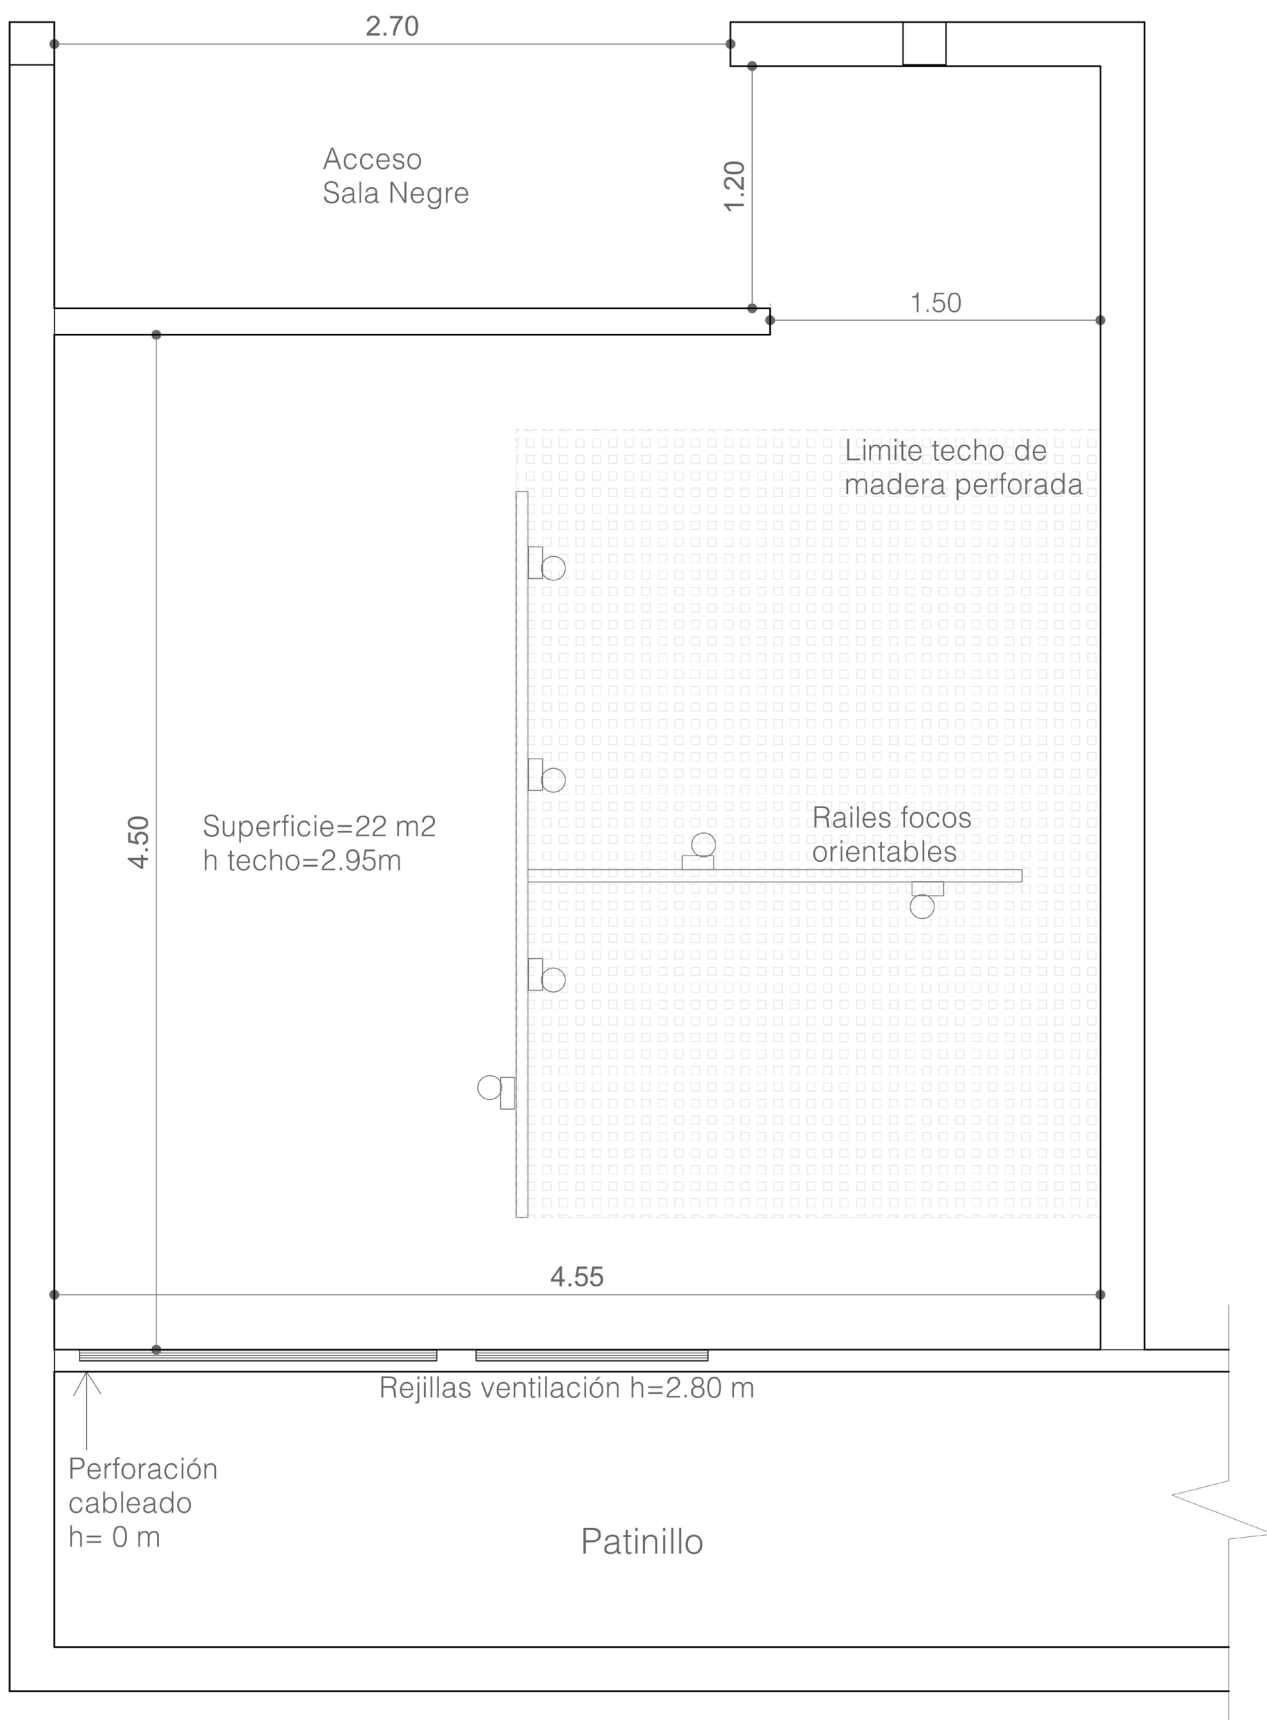 2.70
Acceso
Sala Negre
1.20
1.50
Limite techo de
madera perforada
Superficie=22 m2
h techo=2.95m
4.50
Railes focos
orientables
4.55
Rejillas ventilación h=2.80 m
Perforación
cableado
h= 0 m
Patinillo